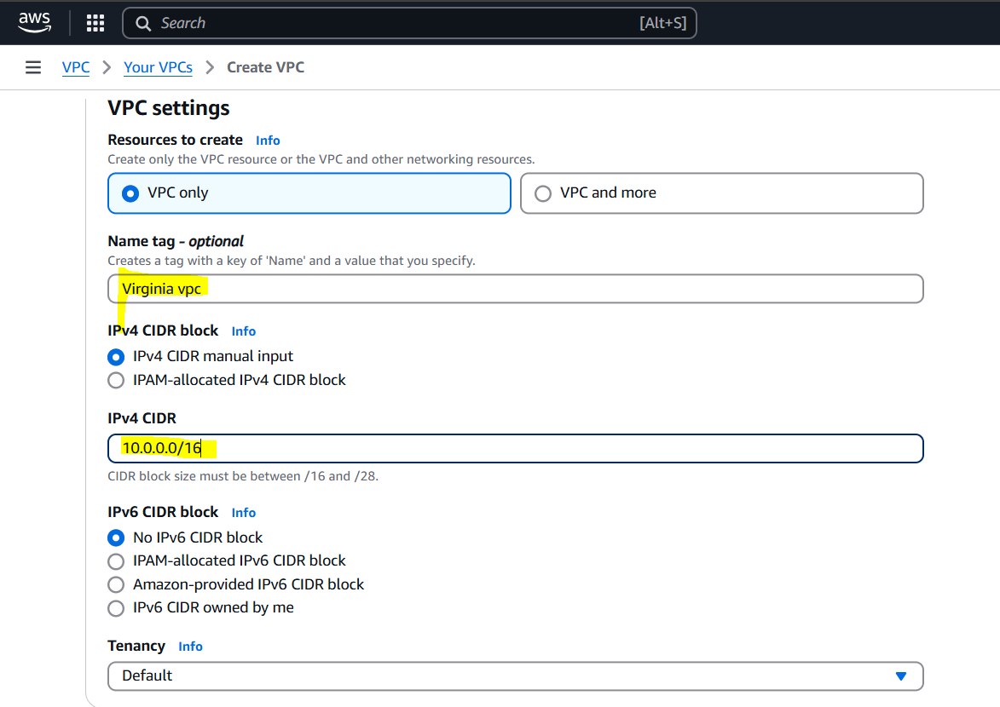 aws Search [Alt+S]
VPC > Your VPCs > Create VPC
VPC settings
Resources to create Info
Create only the VPC resource or the VPC and other networking resources.
VPC only VPC and more
Name tag - optional
Creates a tag with a key of 'Name' and a value that you specify.
Virginia vpc
IPv4 CIDR block Info
IPv4 CIDR manual input
IPAM-allocated IPv4 CIDR block
IPv4 CIDR
10.0.0.0/16
CIDR block size must be between /16 and /28.
IPv6 CIDR block Info
No IPv6 CIDR block
IPAM-allocated IPv6 CIDR block
Amazon-provided IPv6 CIDR block
IPv6 CIDR owned by me
Tenancy Info
Default